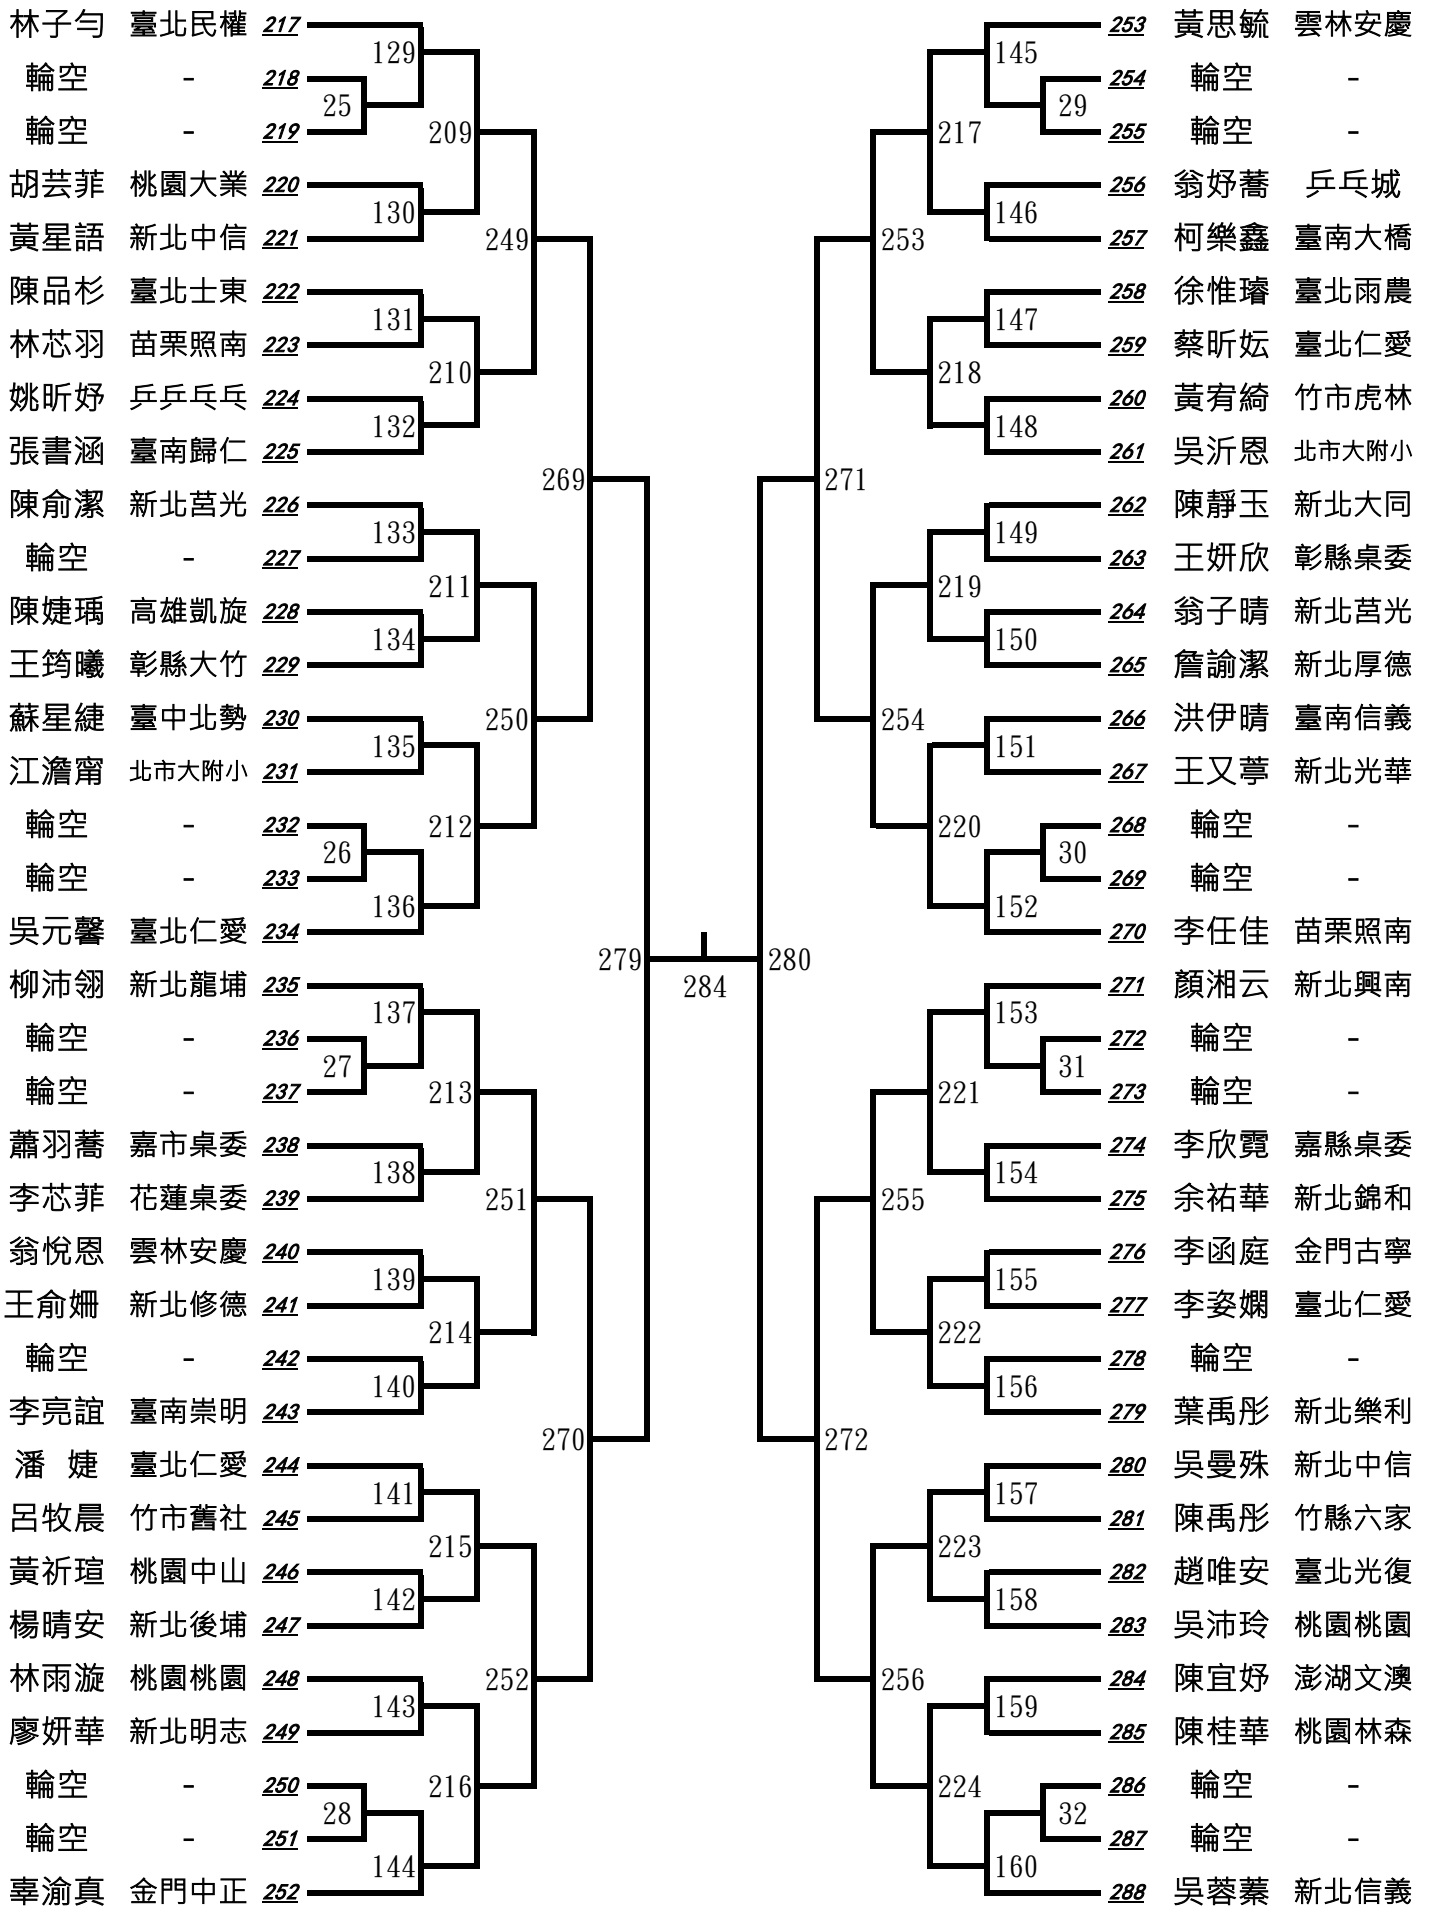 林子勻 臺北民權 217
129
輪空 - 218
25
輪空 - 219
209
胡芸菲 桃園大業 220
130
黃星語 新北中信 221
249
陳品杉 臺北士東 222
131
林芯羽 苗栗照南 223
210
姚昕妤 乒乒乓乓 224
132
張書涵 臺南歸仁 225
269
陳俞潔 新北莒光 226
133
輪空 - 227
211
陳婕瑀 高雄凱旋 228
134
王筠曦 彰縣大竹 229
250
蘇星緁 臺中北勢 230
135
江澹甯 北市大附小 231
212
輪空 - 232
26
輪空 - 233
136
吳元馨 臺北仁愛 234
279
柳沛翎 新北龍埔 235
137
輪空 - 236
27
輪空 - 237
213
蕭羽蕎 嘉市桌委 238
138
李芯菲 花蓮桌委 239
251
翁悅恩 雲林安慶 240
139
王俞姍 新北修德 241
214
輪空 - 242
140
李亮誼 臺南崇明 243
270
潘 婕 臺北仁愛 244
141
呂牧晨 竹市舊社 245
215
黃祈瑄 桃園中山 246
142
楊晴安 新北後埔 247
252
林雨漩 桃園桃園 248
143
廖妍華 新北明志 249
216
輪空 - 250
28
輪空 - 251
144
辜渝真 金門中正 252
284
253 黃思毓 雲林安慶
145
254 輪空 -
29
255 輪空 -
217
256 翁妤蕎 乒乓城
146
257 柯樂鑫 臺南大橋
253
258 徐惟璿 臺北雨農
147
259 蔡昕妘 臺北仁愛
218
260 黃宥綺 竹市虎林
148
261 吳沂恩 北市大附小
271
262 陳靜玉 新北大同
149
263 王妍欣 彰縣桌委
219
264 翁子晴 新北莒光
150
265 詹諭潔 新北厚德
254
266 洪伊晴 臺南信義
151
267 王又葶 新北光華
220
268 輪空 -
30
269 輪空 -
152
270 李任佳 苗栗照南
280
271 顏湘云 新北興南
153
272 輪空 -
31
273 輪空 -
221
274 李欣霓 嘉縣桌委
154
275 余祐華 新北錦和
255
276 李函庭 金門古寧
155
277 李姿嫻 臺北仁愛
222
278 輪空 -
156
279 葉禹彤 新北樂利
272
280 吳曼殊 新北中信
157
281 陳禹彤 竹縣六家
223
282 趙唯安 臺北光復
158
283 吳沛玲 桃園桃園
256
284 陳宜妤 澎湖文澳
159
285 陳桂華 桃園林森
224
286 輪空 -
32
287 輪空 -
160
288 吳蓉蓁 新北信義